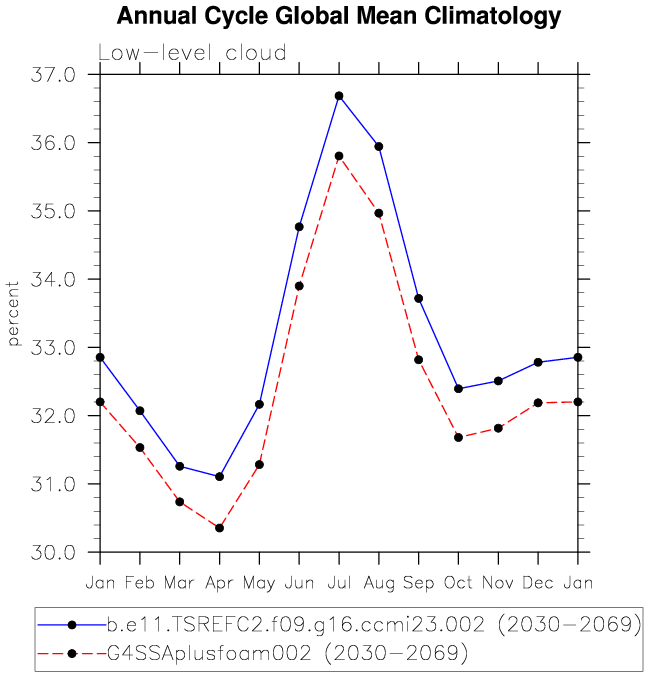 Annual Cycle Global Mean Climatology
Low-level cloud
37.0
36.0
35.0
34.0
33.0
32.0
31.0
30.0
percent
Jan Feb Mar Apr May Jun Jul Aug Sep Oct Nov Dec Jan
b.e11.TSREFC2.f09.g16.ccmi23.002 (2030-2069)
G4SSAplusfoam002 (2030-2069)